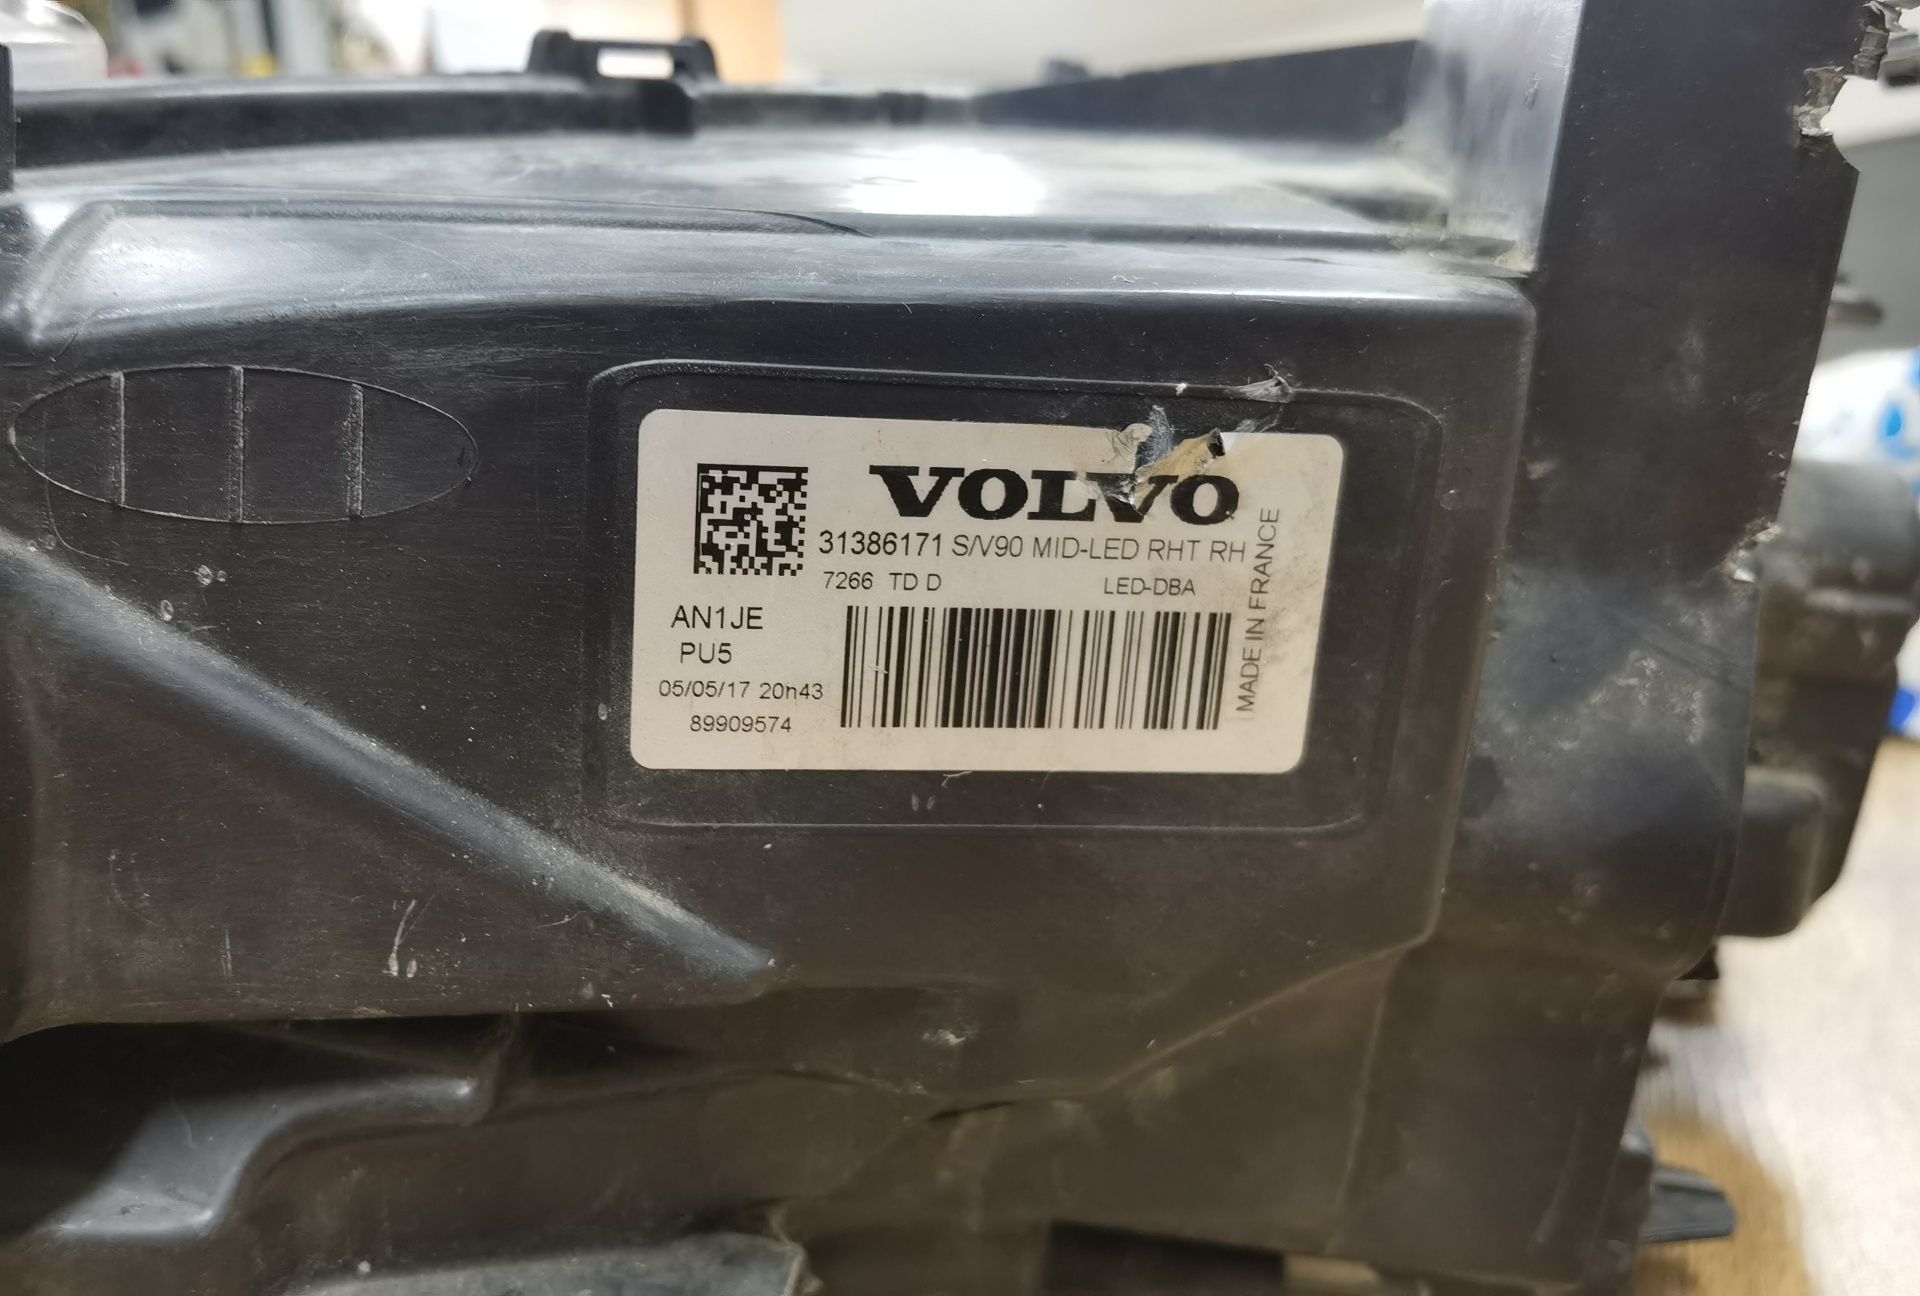 VOLVO
31386171 S/V90 MID-LED RHT RH
7266 TD D LED-DBA
AN1JE
PU5
05/05/17 20h43
89909574
MADE IN FRANCE